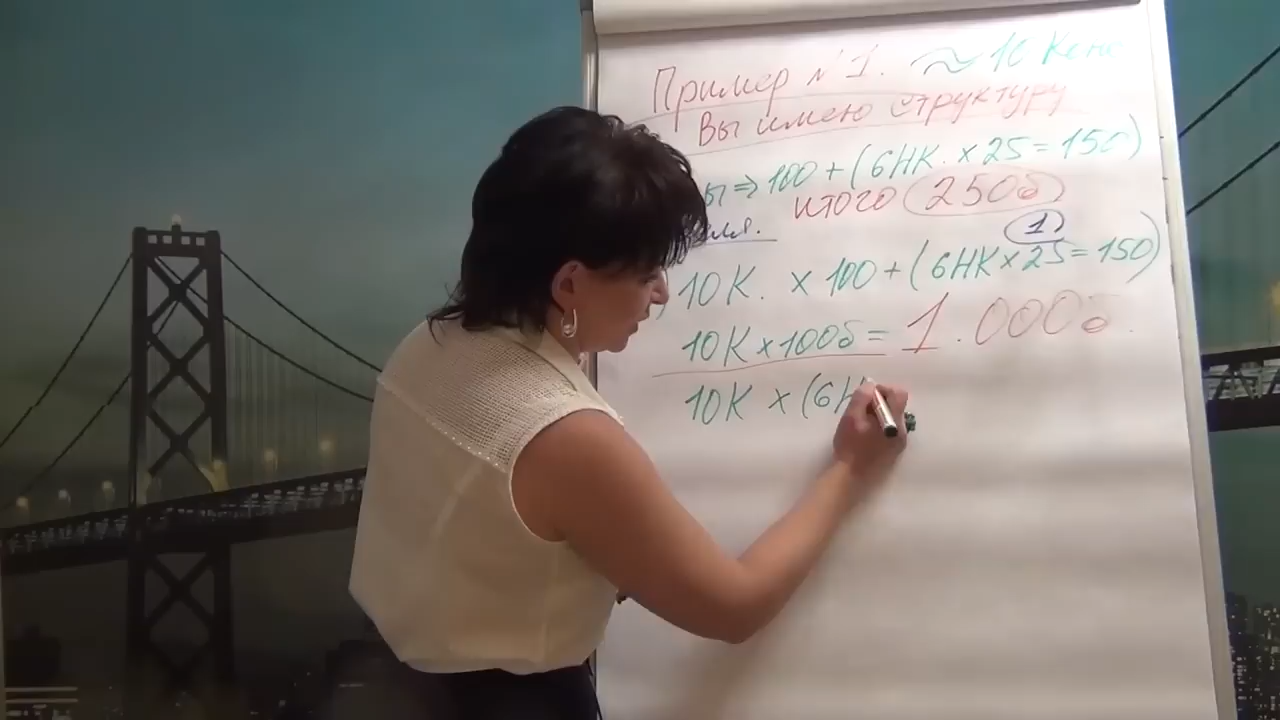 Пример №1. ≈ 10 Конс
Вы имею структуру
ы ⇒ 100 + (6НК. × 25 = 150)
итого 250б
1)
10К. × 100 + (6НК × 25 = 150)
10К × 100б = 1.000б.
10К × (6Н